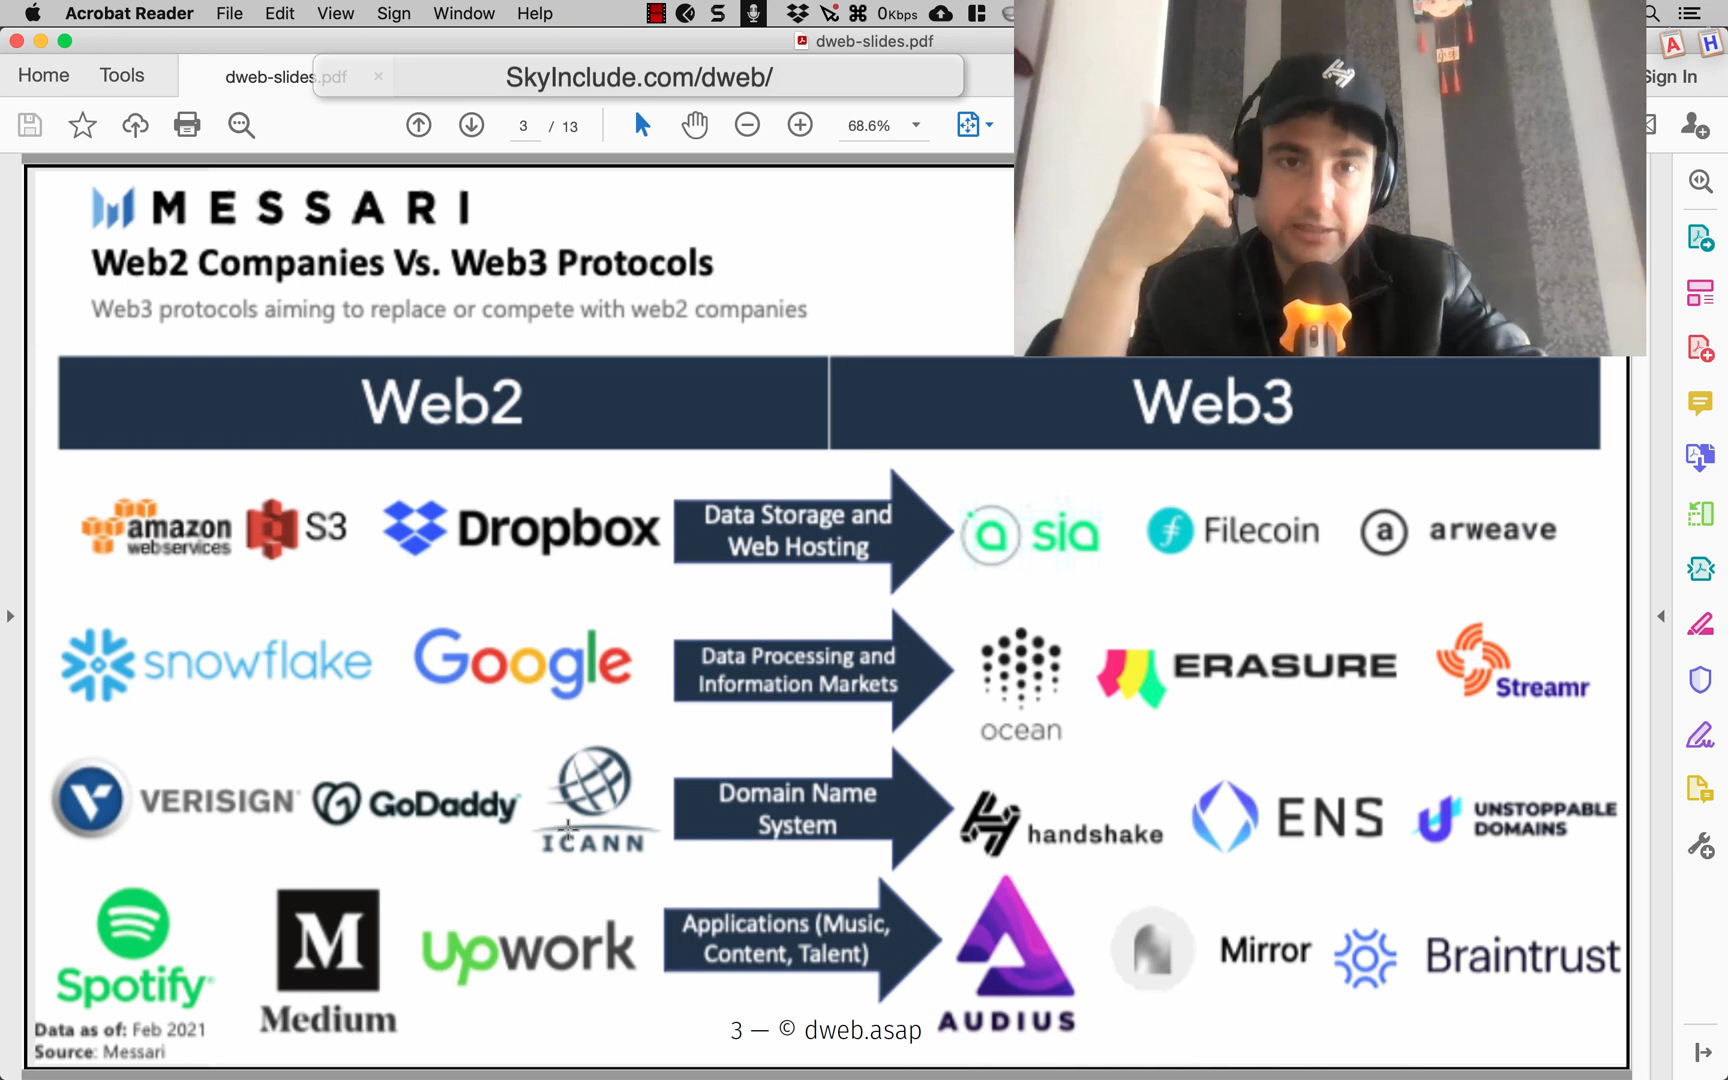 Acrobat Reader File Edit View Sign Window Help 0Kbps
dweb-slides.pdf
Home Tools dweb-slides.pdf SkyInclude.com/dweb/ Sign In
3 / 13 68.6%
MESSARI
Web2 Companies Vs. Web3 Protocols
Web3 protocols aiming to replace or compete with web2 companies
Web2 Web3
amazon
webservices
S3
Dropbox
Data Storage and
Web Hosting
sia
Filecoin
arweave
snowflake
Google
Data Processing and
Information Markets
ocean
ERASURE
Streamr
VERISIGN
GoDaddy
ICANN
Domain Name
System
handshake
ENS
UNSTOPPABLE
DOMAINS
Spotify
M
Medium
upwork
Applications (Music,
Content, Talent)
AUDIUS
Mirror
Braintrust
Data as of: Feb 2021
Source: Messari
3 — © dweb.asap